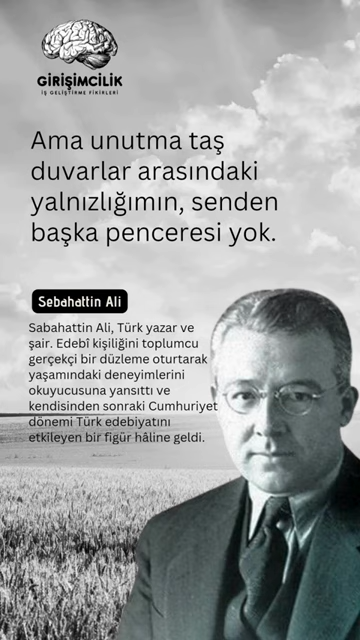 GİRİŞİMCİLİK
İŞ GELİŞTİRME FİKİRLERİ
Ama unutma taş
duvarlar arasındaki
yalnızlığımın, senden
başka penceresi yok.
Sebahattin Ali
Sabahattin Ali, Türk yazar ve
şair. Edebî kişiliğini toplumcu
gerçekçi bir düzleme oturtarak
yaşamındaki deneyimlerini
okuyucusuna yansıttı ve
kendisinden sonraki Cumhuriyet
dönemi Türk edebiyatını
etkileyen bir figür hâline geldi.